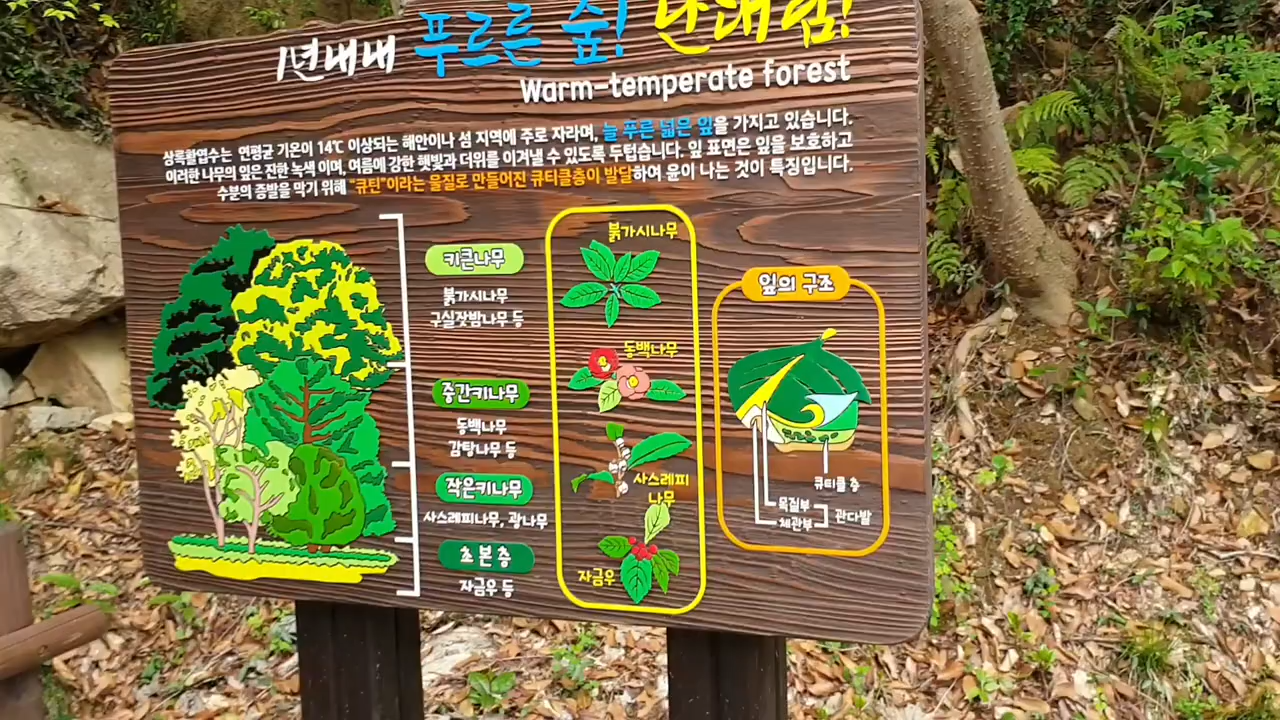 1년내내 푸르른 숲! 난대림!
Warm-temperate forest
상록활엽수는 연평균 기온이 14℃ 이상되는 해안이나 섬 지역에 주로 자라며, 늘 푸른 넓은 잎을 가지고 있습니다.
이러한 나무의 잎은 진한 녹색 이며, 여름에 강한 햇빛과 더위를 이겨낼 수 있도록 두텁습니다. 잎 표면은 잎을 보호하고
수분의 증발을 막기 위해 "큐틴"이라는 물질로 만들어진 큐티클층이 발달하여 윤이 나는 것이 특징입니다.
키큰나무
붉가시나무
구실잣밤나무 등
중간키나무
동백나무
감탕나무 등
작은키나무
사스레피나무, 광나무
초본층
자금우 등
붉가시나무
동백나무
사스레피
나무
자금우
잎의 구조
큐티클 층
목질부
체관부
관다발